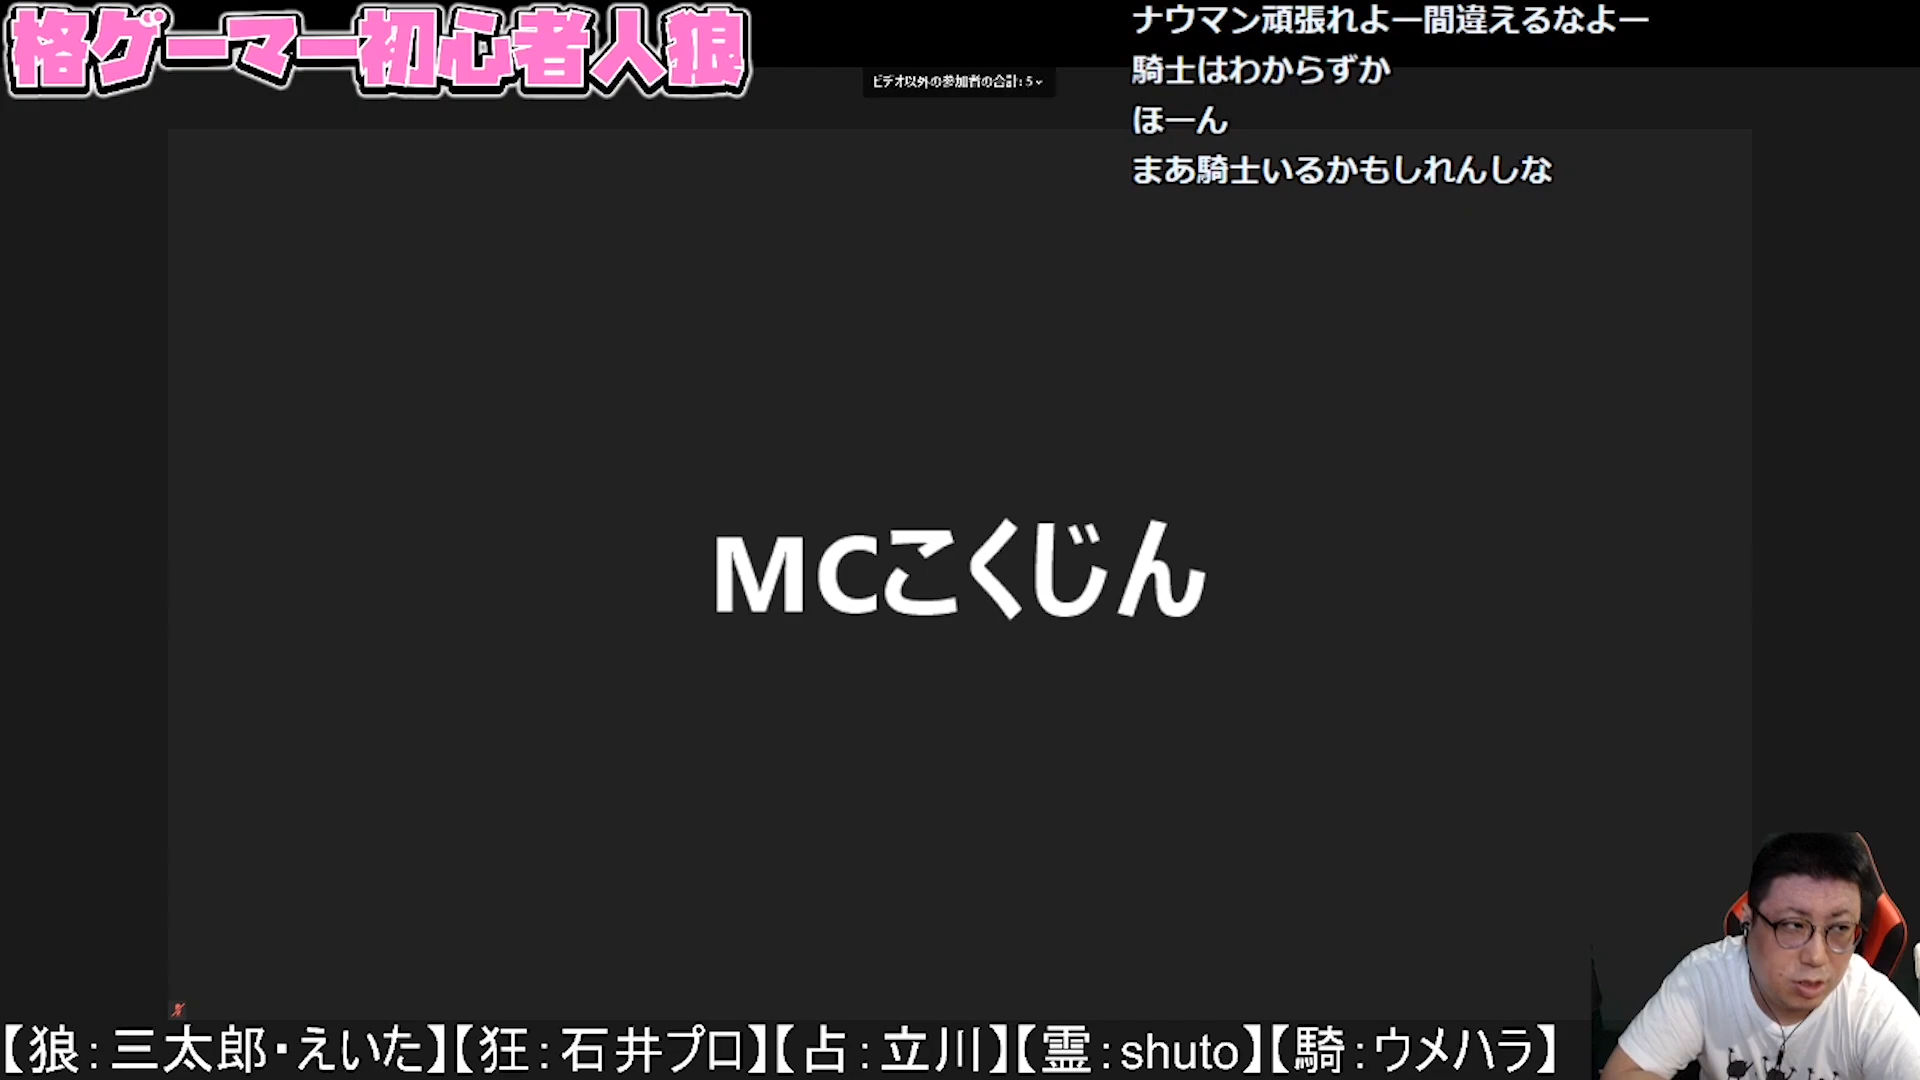 格ゲーマー初心者人狼
ナウマン頑張れよー間違えるなよー
騎士はわからずか
ほーん
まあ騎士いるかもしれんしな
ビデオ以外の参加者の合計: 5
MCこくじん
【狼:三太郎・えいた】【狂:石井プロ】【占:立川】【霊:shuto】【騎:ウメハラ】